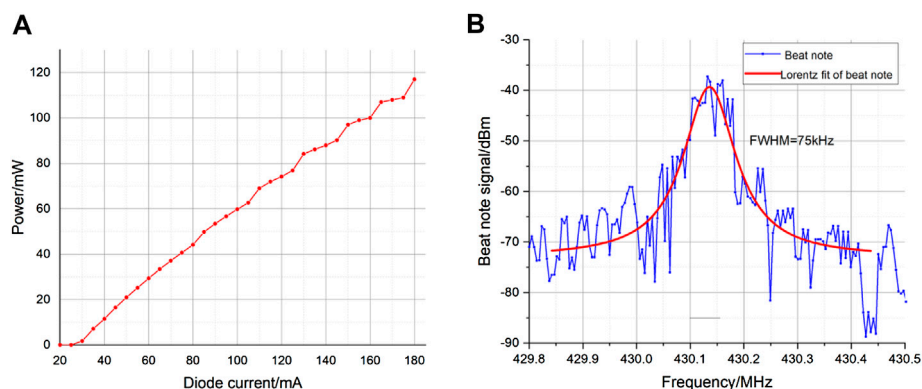 A
Power/mW
120
100
80
60
40
20
0
20 40 60 80 100 120 140 160 180
Diode current/mA
B
Beat note signal/dBm
-30
-40
-50
-60
-70
-80
-90
Beat note
Lorentz fit of beat note
FWHM=75kHz
429.8 429.9 430.0 430.1 430.2 430.3 430.4 430.5
Frequency/MHz